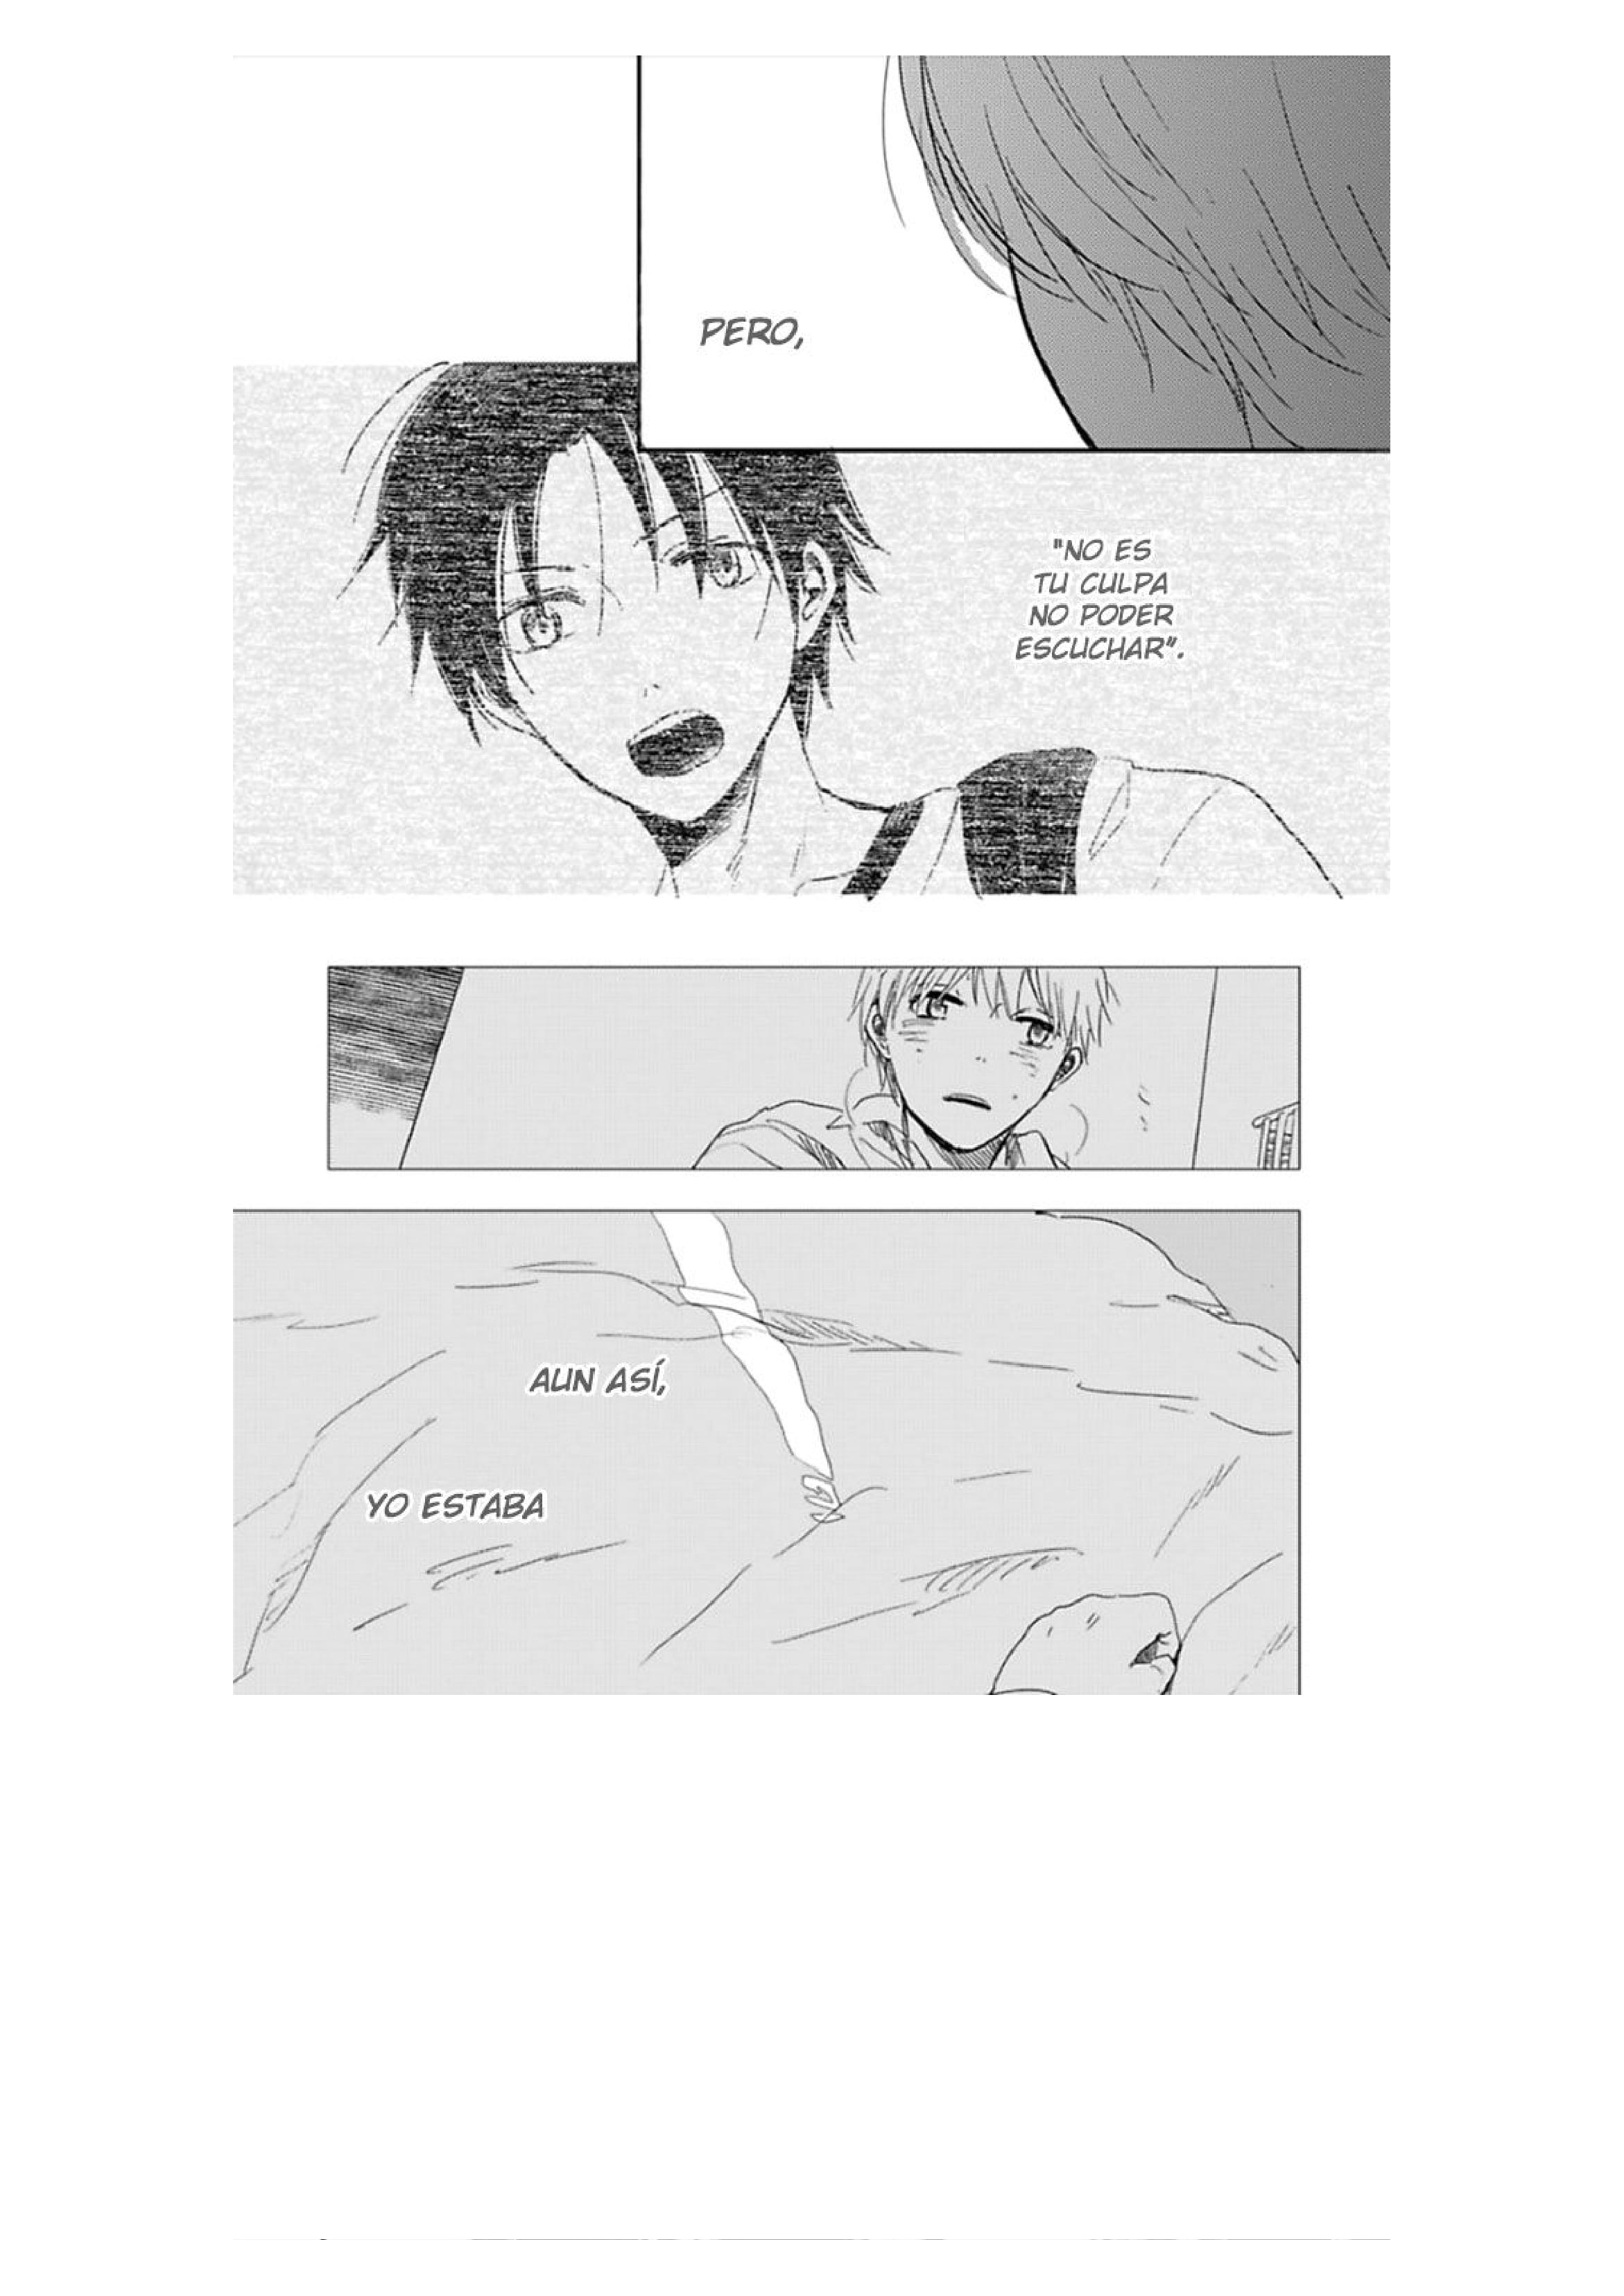 PERO,
"NO ES
TU CULPA
NO PODER
ESCUCHAR".
AUN ASÍ,
YO ESTABA